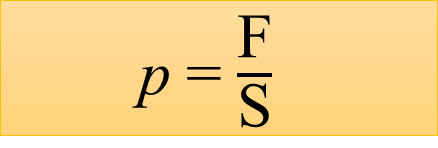 p = F/S